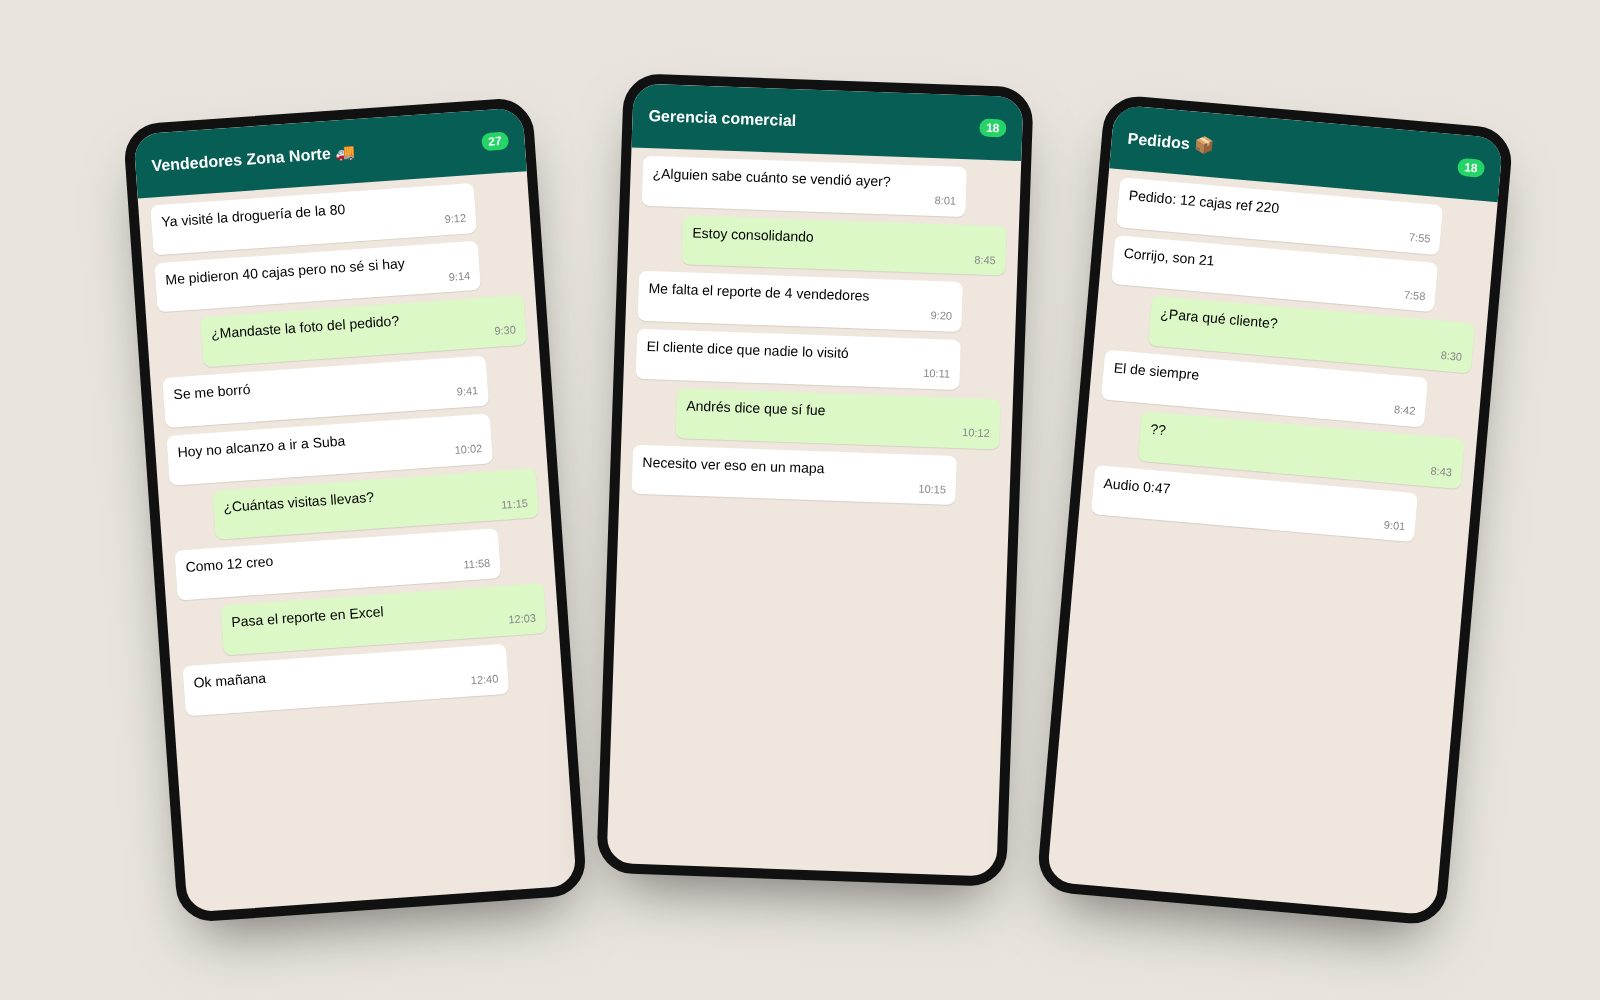 Vendedores Zona Norte 🚚
27
Ya visité la droguería de la 80
9:12
Me pidieron 40 cajas pero no sé si hay
9:14
¿Mandaste la foto del pedido?
9:30
Se me borró
9:41
Hoy no alcanzo a ir a Suba
10:02
¿Cuántas visitas llevas?
11:15
Como 12 creo
11:58
Pasa el reporte en Excel
12:03
Ok mañana
12:40
Gerencia comercial
18
¿Alguien sabe cuánto se vendió ayer?
8:01
Estoy consolidando
8:45
Me falta el reporte de 4 vendedores
9:20
El cliente dice que nadie lo visitó
10:11
Andrés dice que sí fue
10:12
Necesito ver eso en un mapa
10:15
Pedidos 📦
18
Pedido: 12 cajas ref 220
7:55
Corrijo, son 21
7:58
¿Para qué cliente?
8:30
El de siempre
8:42
??
8:43
Audio 0:47
9:01